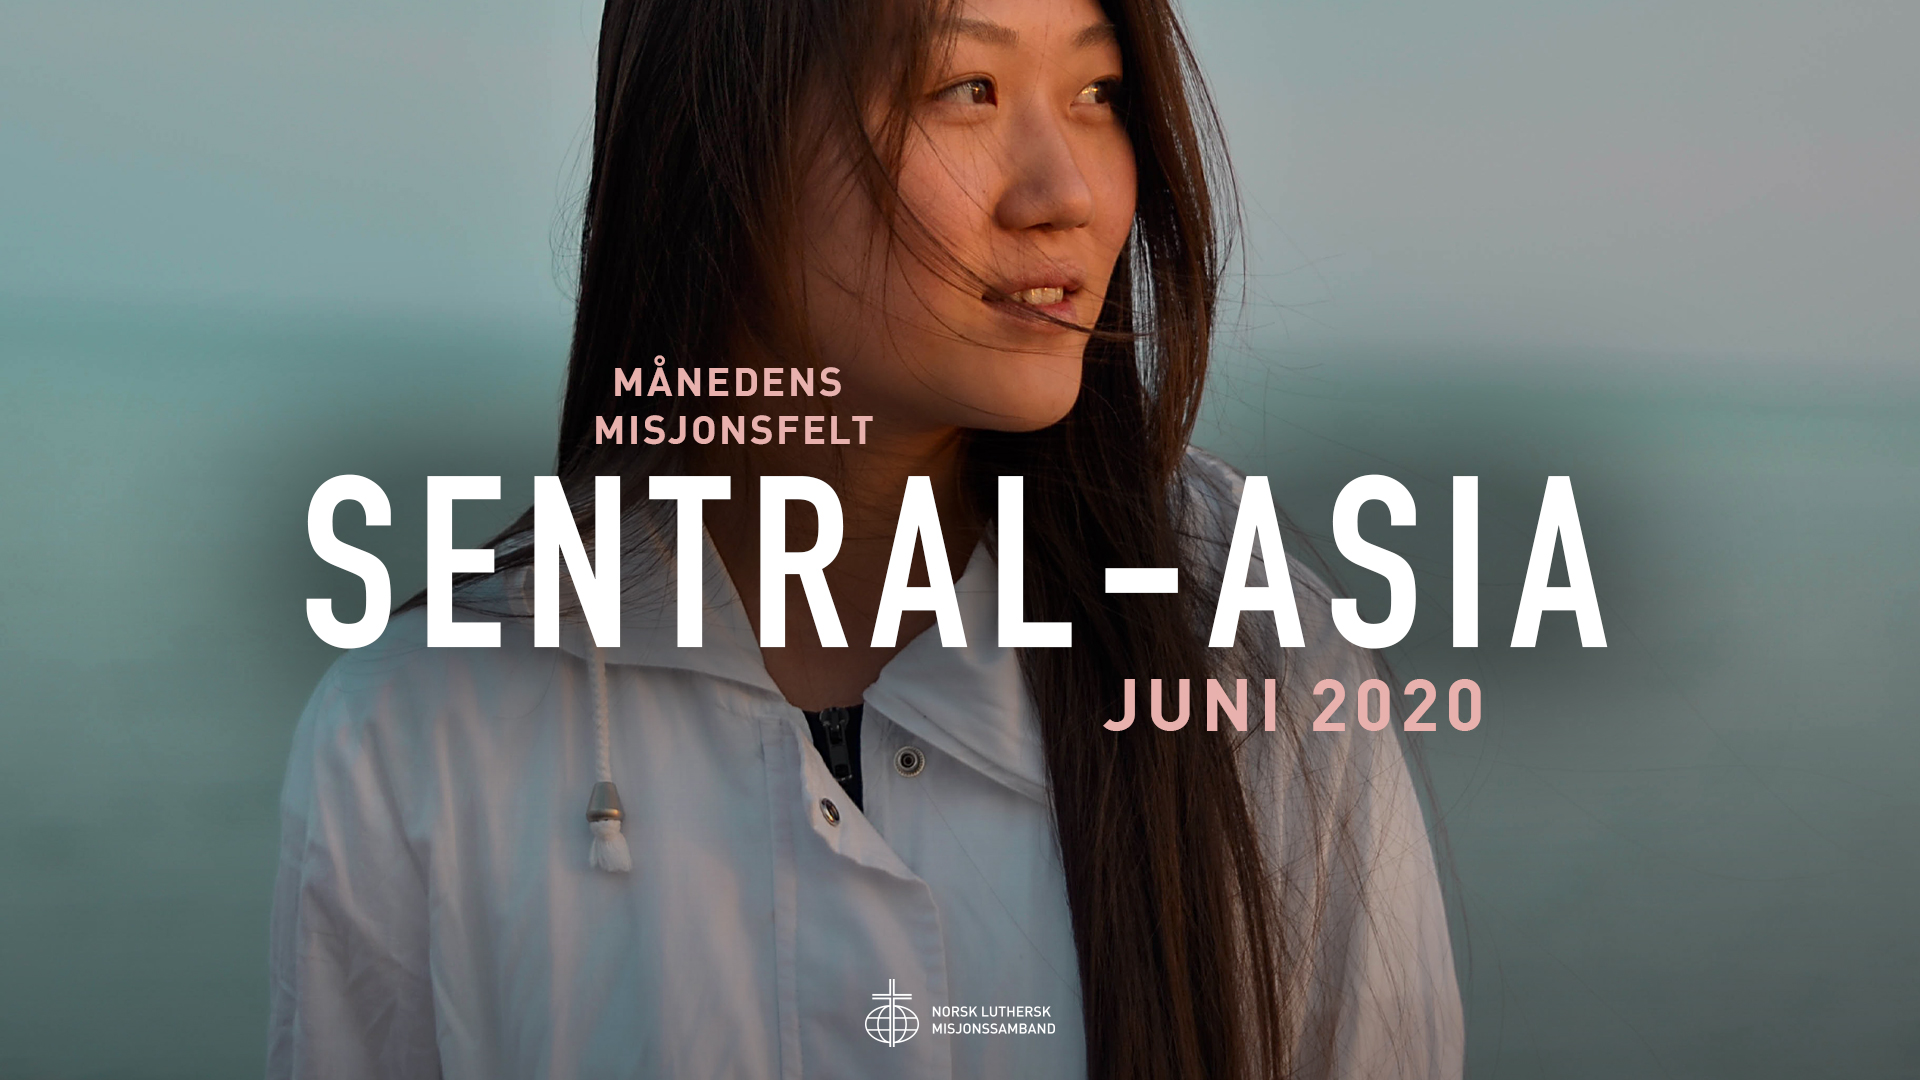 MÅNEDENS
MISJONSFELT
SENTRAL-ASIA
JUNI 2020
NORSK LUTHERSK
MISJONSSAMBAND